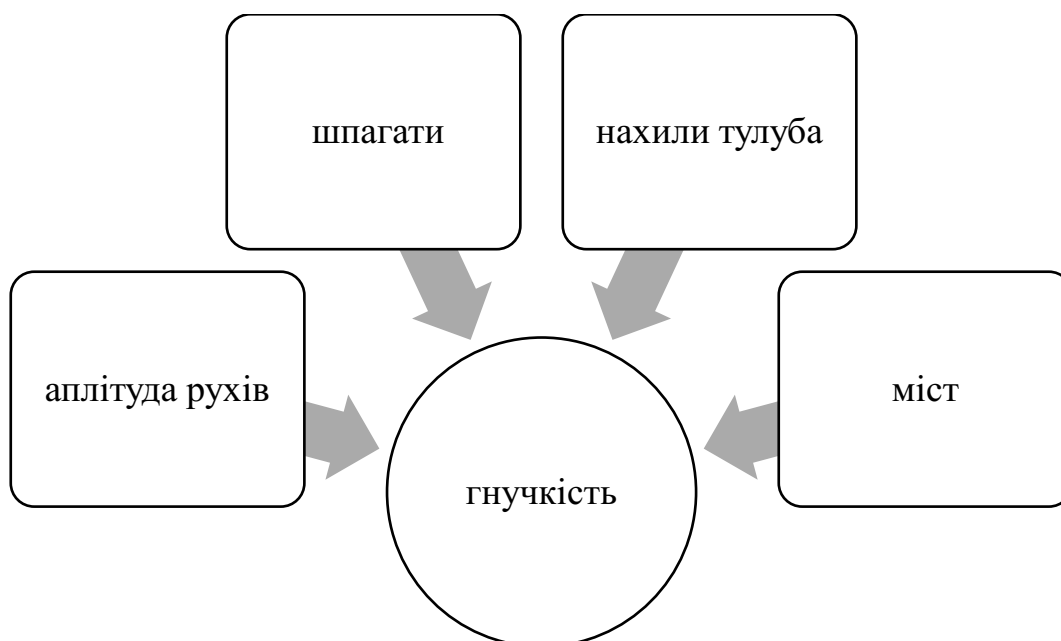 шпагати
нахили тулуба
аплітуда рухів
міст
гнучкість